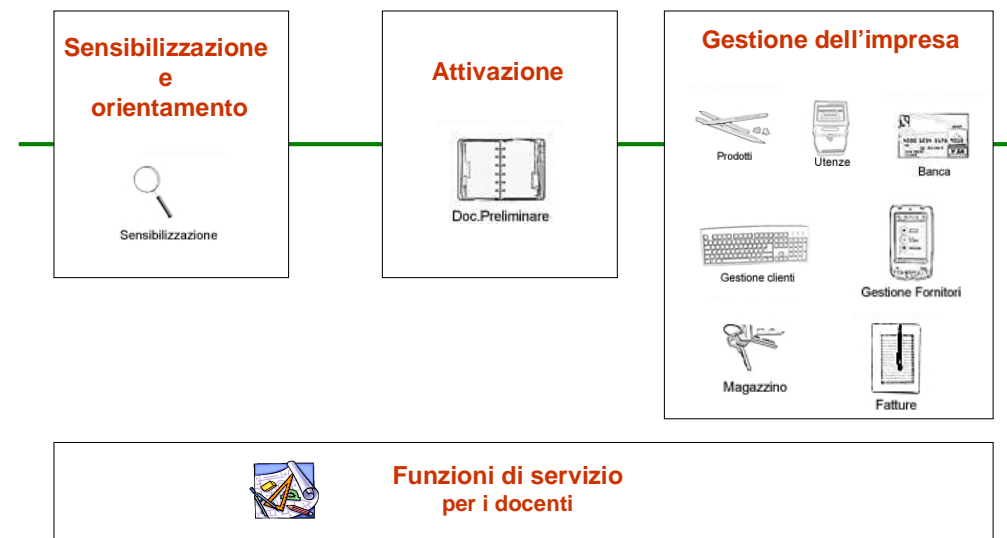 Sensibilizzazione
e
orientamento
Sensibilizzazione
Attivazione
Doc.Preliminare
Gestione dell'impresa
Prodotti
Utenze
Banca
Gestione clienti
Gestione Fornitori
Magazzino
Fatture
Funzioni di servizio
per i docenti